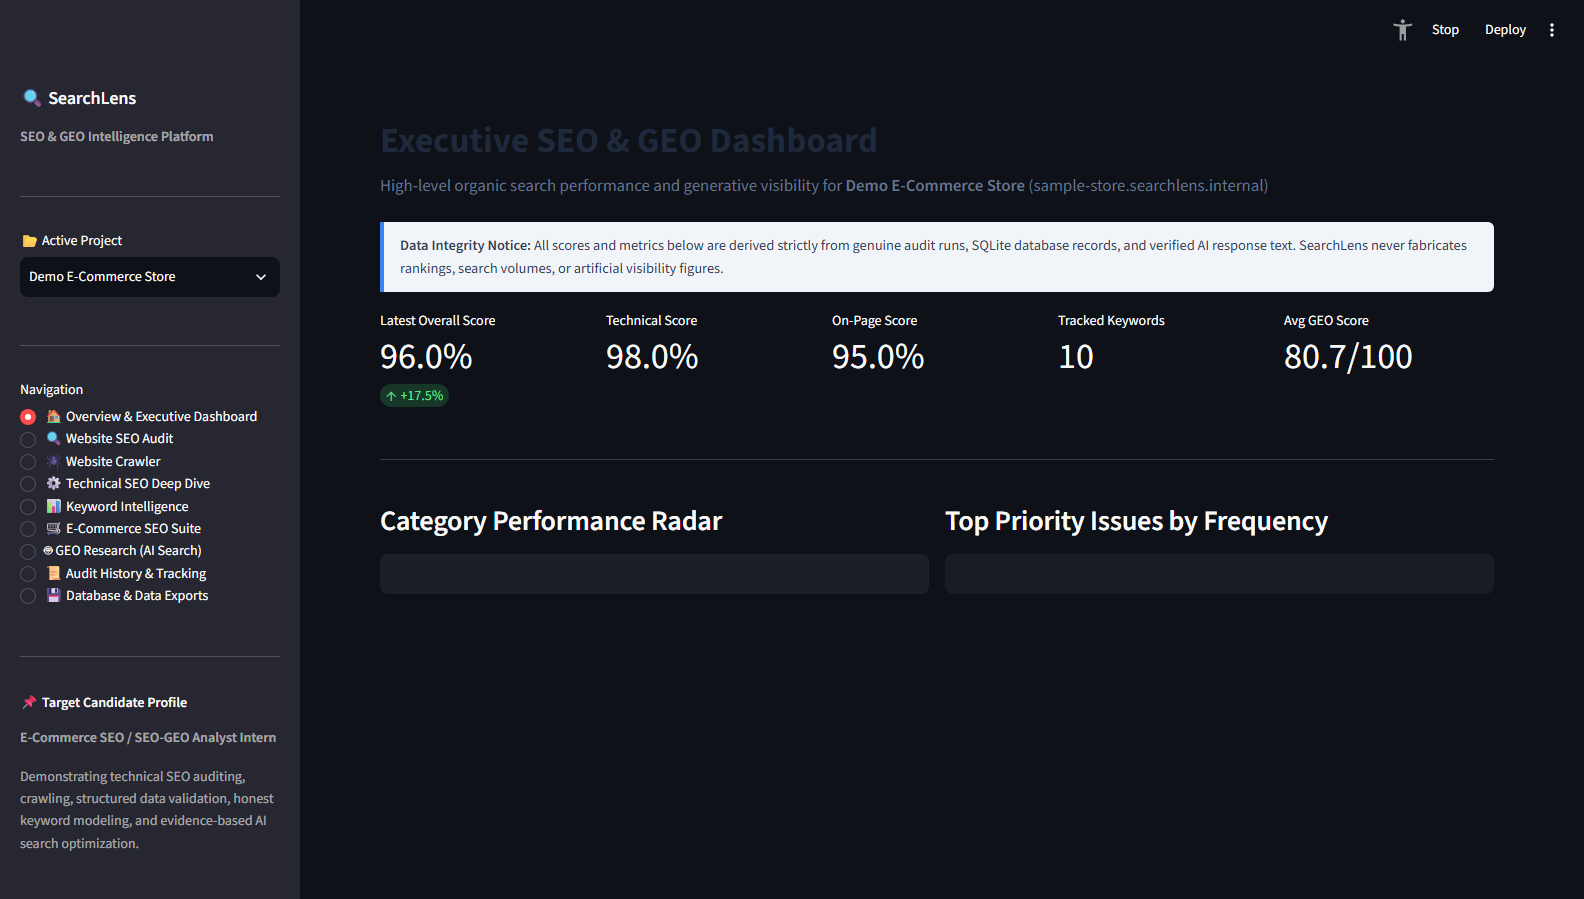 Stop
Deploy
SearchLens
SEO & GEO Intelligence Platform
Active Project
Demo E-Commerce Store
Navigation
Overview & Executive Dashboard
Website SEO Audit
Website Crawler
Technical SEO Deep Dive
Keyword Intelligence
E-Commerce SEO Suite
GEO Research (AI Search)
Audit History & Tracking
Database & Data Exports
Target Candidate Profile
E-Commerce SEO / SEO-GEO Analyst Intern
Demonstrating technical SEO auditing,
crawling, structured data validation, honest
keyword modeling, and evidence-based AI
search optimization.
Executive SEO & GEO Dashboard
High-level organic search performance and generative visibility for Demo E-Commerce Store (sample-store.searchlens.internal)
Data Integrity Notice: All scores and metrics below are derived strictly from genuine audit runs, SQLite database records, and verified AI response text. SearchLens never fabricates
rankings, search volumes, or artificial visibility figures.
Latest Overall Score
96.0%
↑ +17.5%
Technical Score
98.0%
On-Page Score
95.0%
Tracked Keywords
10
Avg GEO Score
80.7/100
Category Performance Radar
Top Priority Issues by Frequency